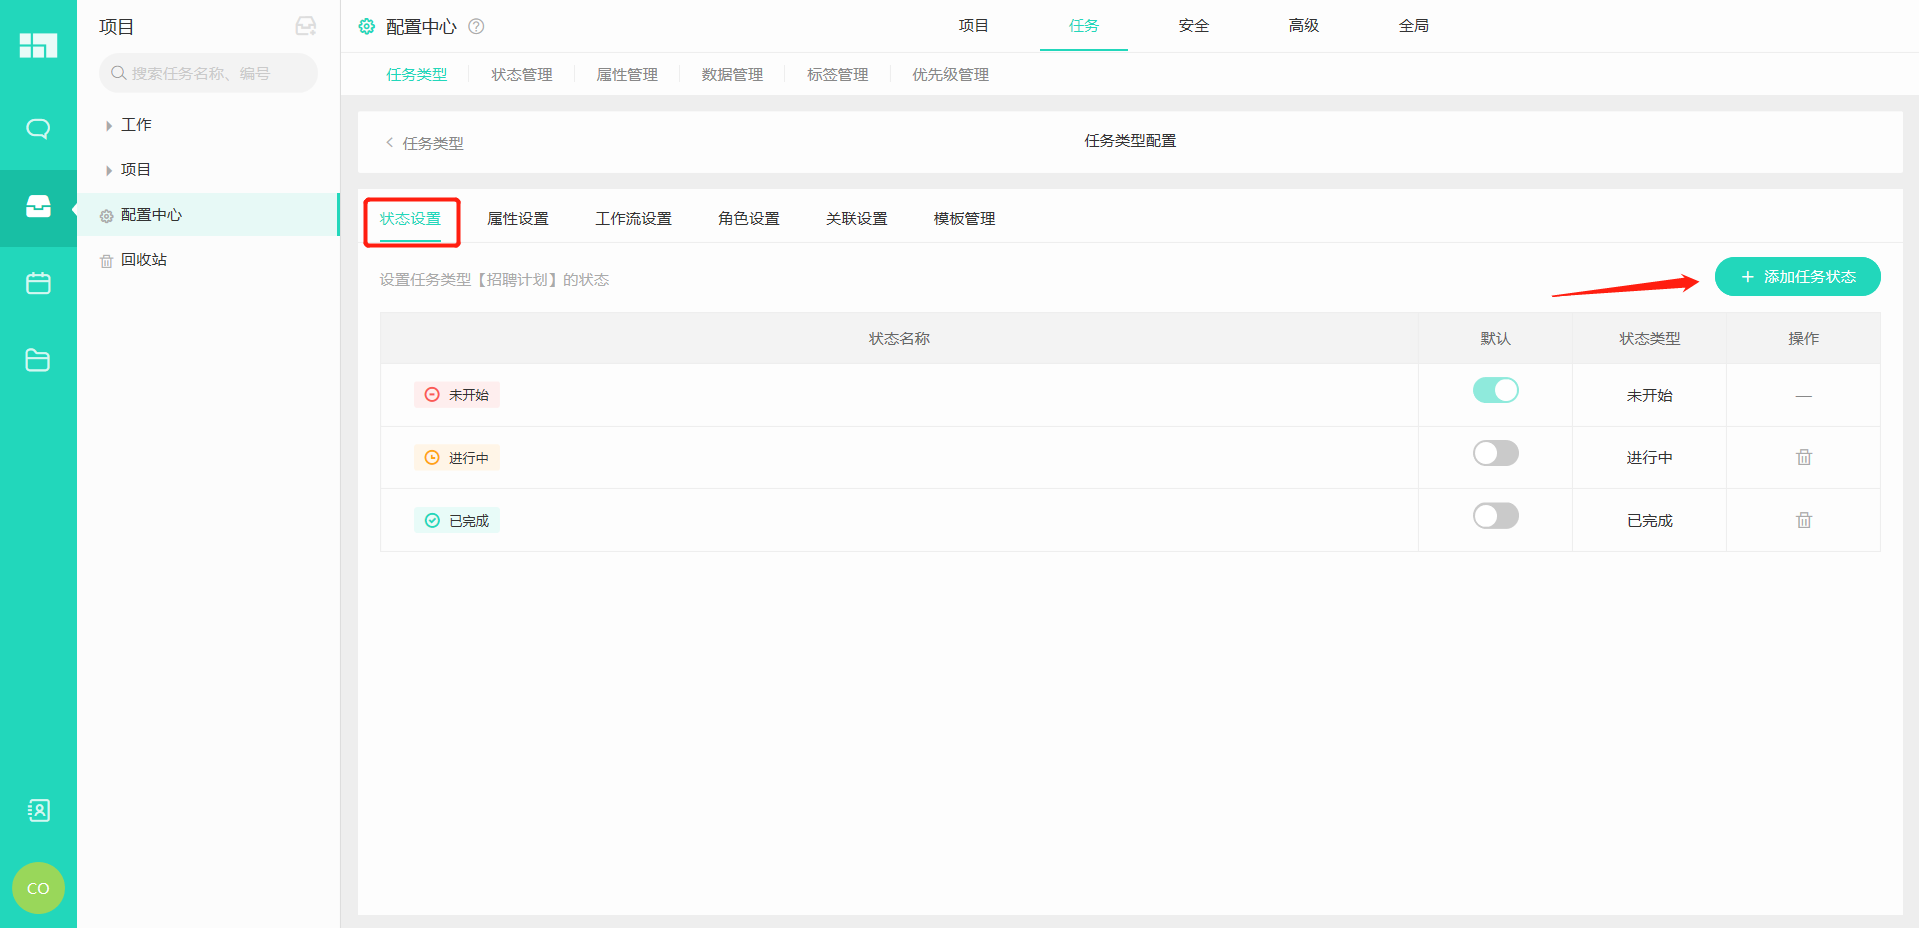 项目
搜索任务名称、编号
工作
项目
配置中心
回收站
CO
配置中心
项目 任务 安全 高级 全局
任务类型 状态管理 属性管理 数据管理 标签管理 优先级管理
任务类型
任务类型配置
状态设置 属性设置 工作流设置 角色设置 关联设置 模板管理
设置任务类型【招聘计划】的状态
+ 添加任务状态
状态名称 默认 状态类型 操作
未开始 未开始 —
进行中 进行中
已完成 已完成